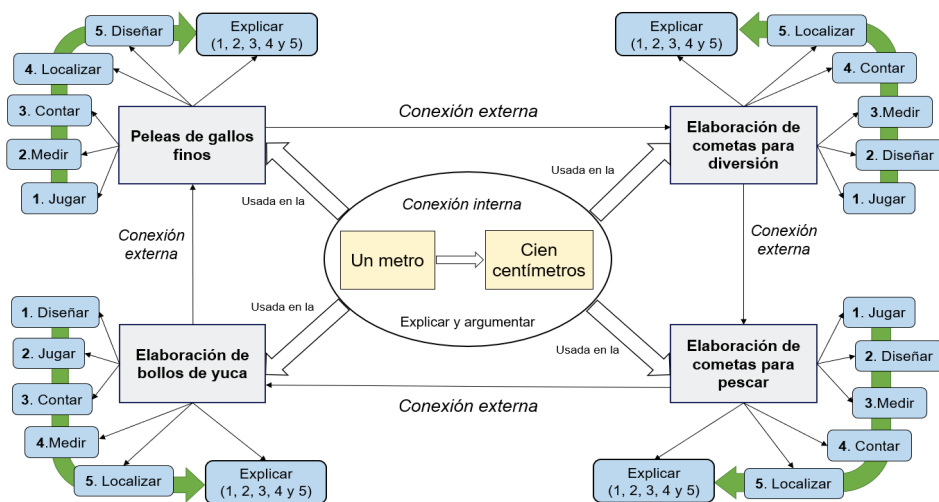 5. Diseñar
4. Localizar
3. Contar
2.Medir
1. Jugar
Explicar
(1, 2, 3, 4 y 5)
Peleas de gallos
finos
Conexión externa
Explicar
(1, 2, 3, 4 y 5)
5. Localizar
4. Contar
3.Medir
2. Diseñar
1. Jugar
Elaboración de
cometas para
diversión
Usada en la
Usada en la
Conexión
externa
Conexión interna
Un metro
Cien
centímetros
Explicar y argumentar
Conexión
externa
Usada en la
Usada en la
1. Diseñar
2. Jugar
3. Contar
4.Medir
5. Localizar
Explicar
(1, 2, 3, 4 y 5)
Elaboración de
bollos de yuca
Conexión externa
Elaboración de
cometas para
pescar
1. Jugar
2. Diseñar
3.Medir
4. Contar
5. Localizar
Explicar
(1, 2, 3, 4 y 5)